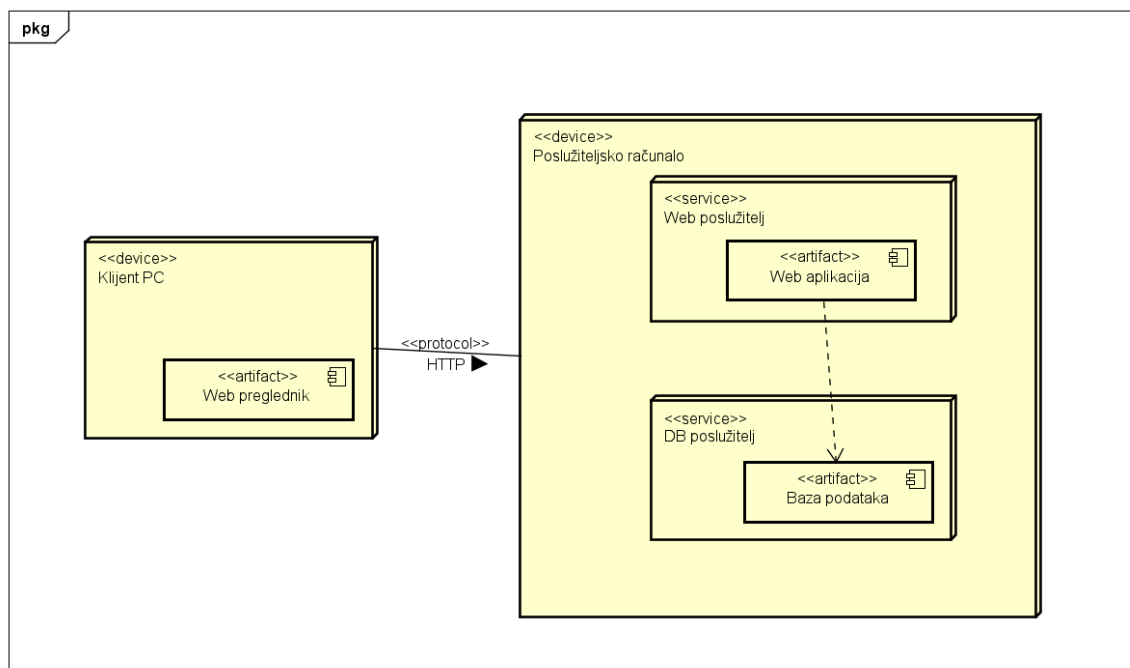 pkg
<<device>>
Klijent PC
<<artifact>>
Web preglednik
<<protocol>>
HTTP
<<device>>
Poslužiteljsko računalo
<<service>>
Web poslužitelj
<<artifact>>
Web aplikacija
<<service>>
DB poslužitelj
<<artifact>>
Baza podataka